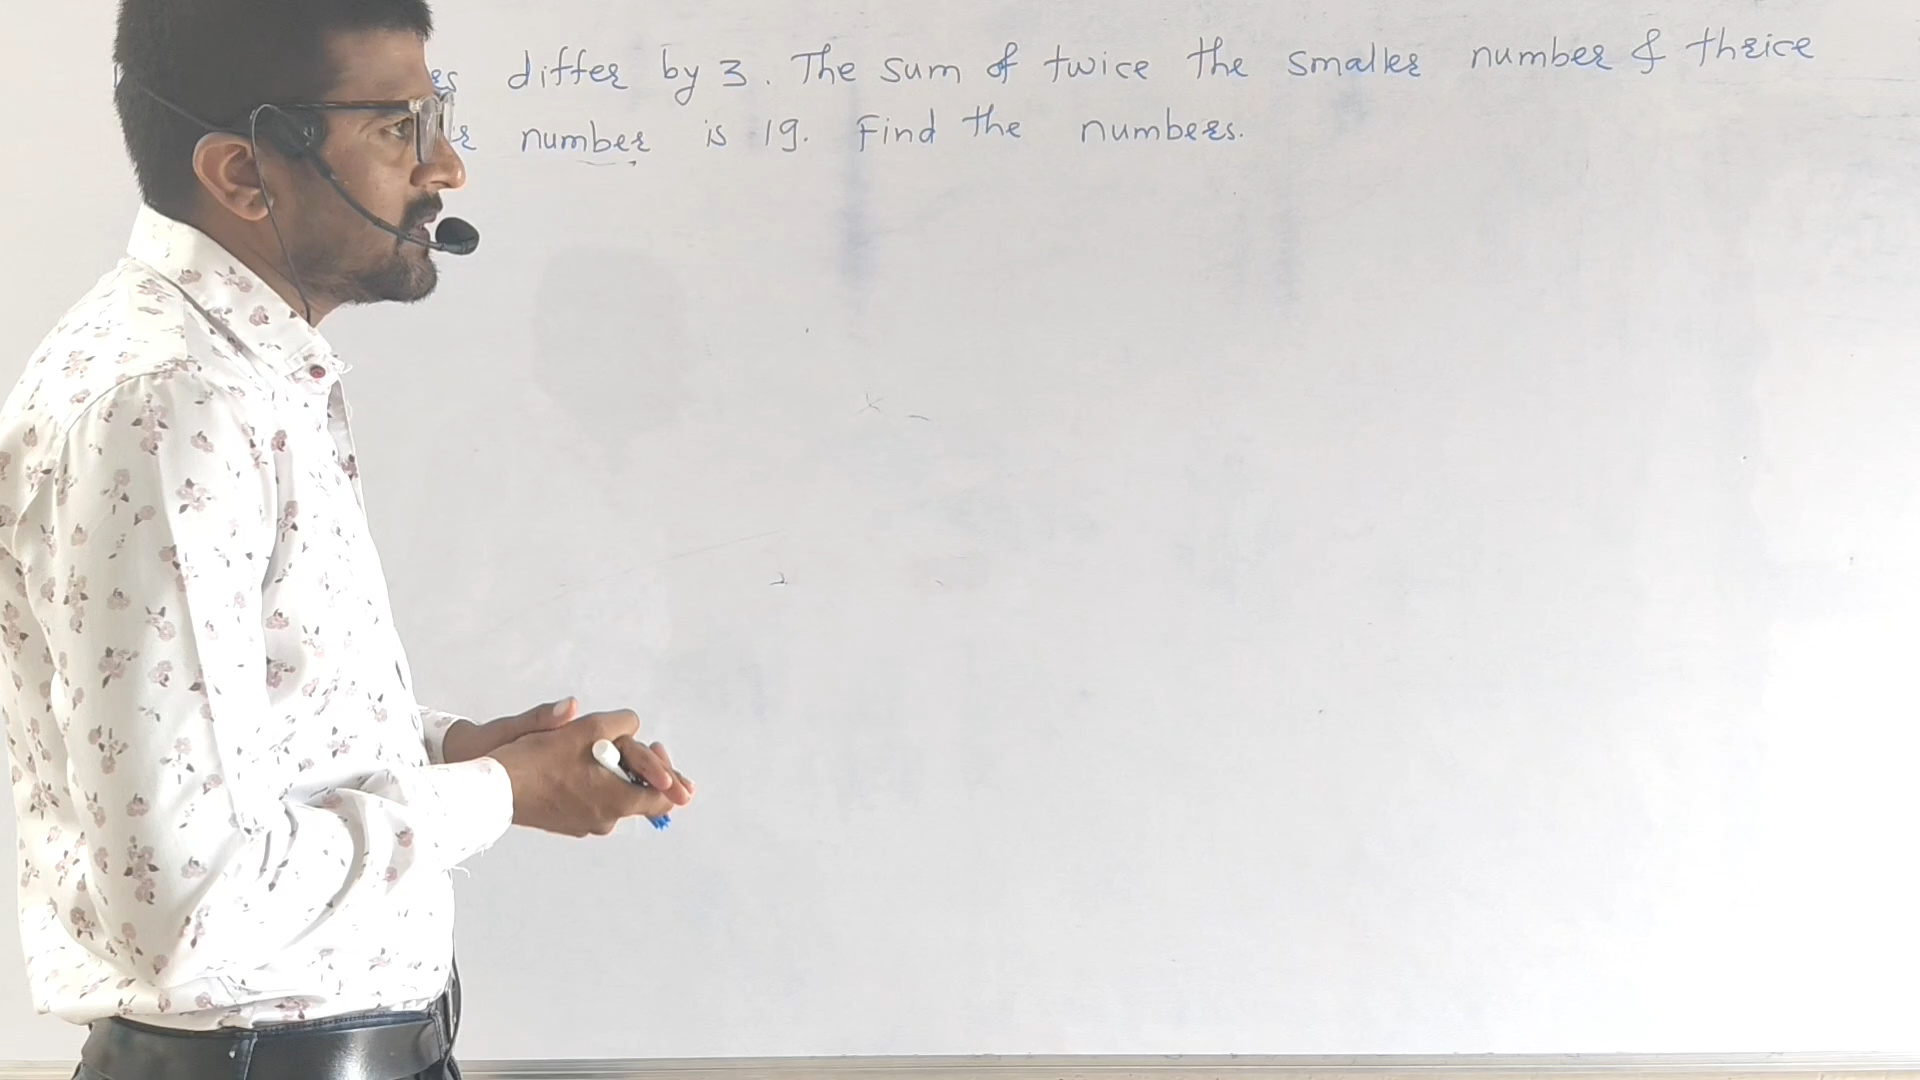 differ by 3. The sum of twice the smaller number & thrice
number is 19. Find the numbers.